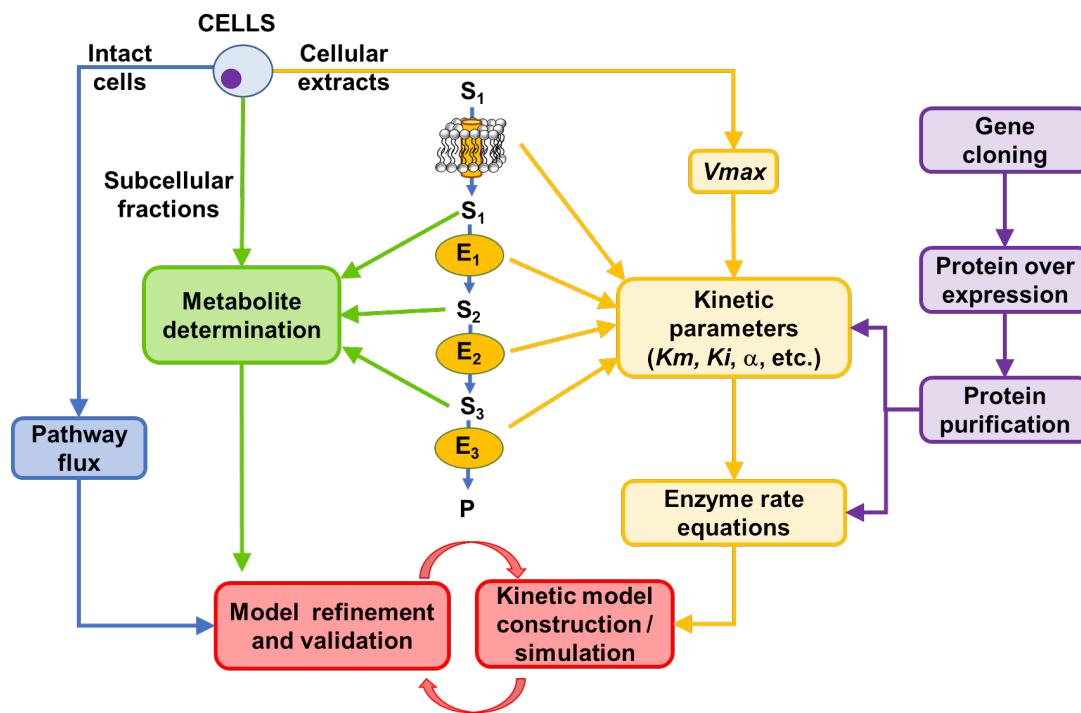 CELLS
Intact
cells
Cellular
extracts
Subcellular
fractions
S₁
S₁
E₁
S₂
E₂
S₃
E₃
P
Metabolite
determination
Pathway
flux
Vmax
Kinetic
parameters
(Km, Ki, α, etc.)
Enzyme rate
equations
Gene
cloning
Protein over
expression
Protein
purification
Model refinement
and validation
Kinetic model
construction /
simulation